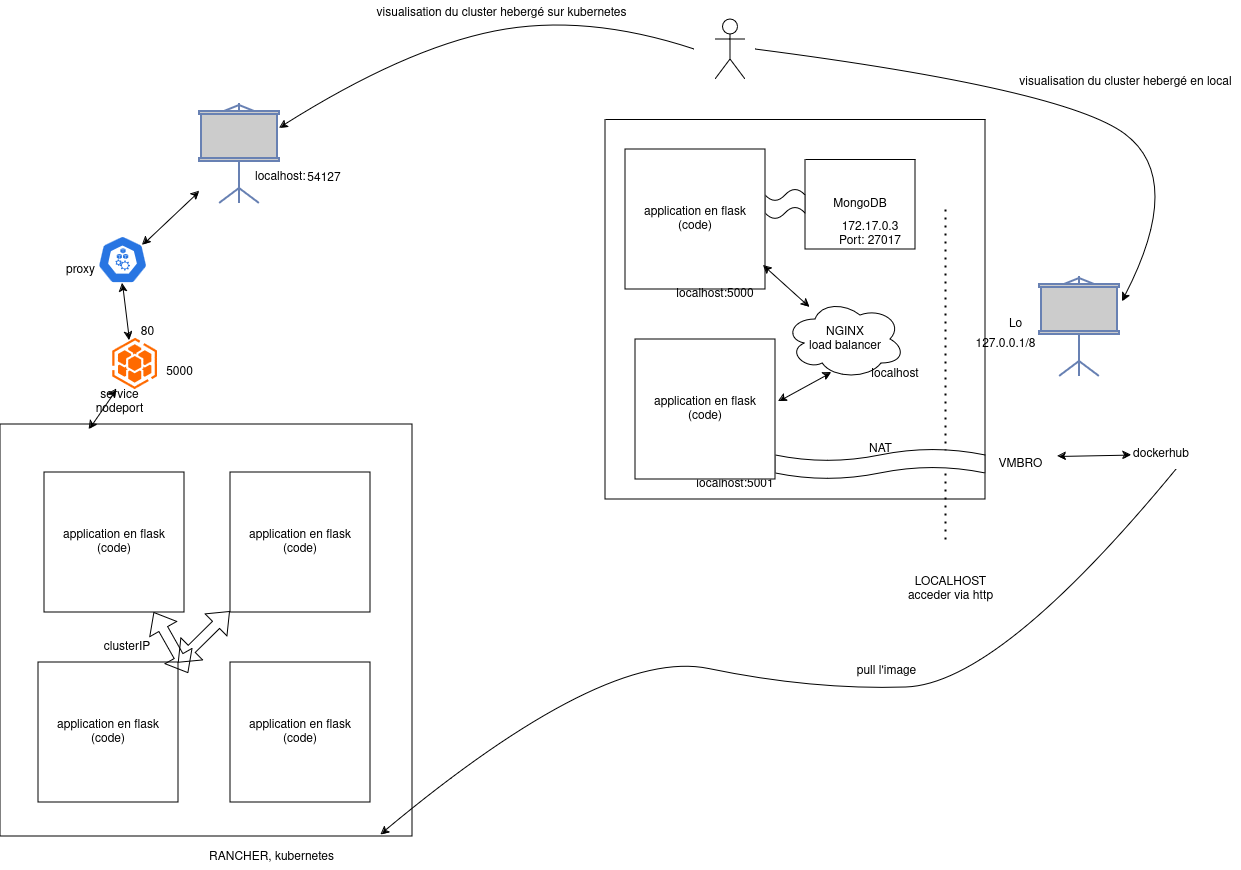 visualisation du cluster hebergé sur kubernetes
visualisation du cluster hebergé en local
localhost:54127
proxy
80
5000
service
nodeport
application en flask
(code)
MongoDB
172.17.0.3
Port: 27017
localhost:5000
NGINX
load balancer
localhost
application en flask
(code)
localhost:5001
Lo
127.0.0.1/8
NAT
VMBRO
dockerhub
LOCALHOST
acceder via http
application en flask
(code)
application en flask
(code)
clusterIP
application en flask
(code)
application en flask
(code)
pull l'image
RANCHER, kubernetes